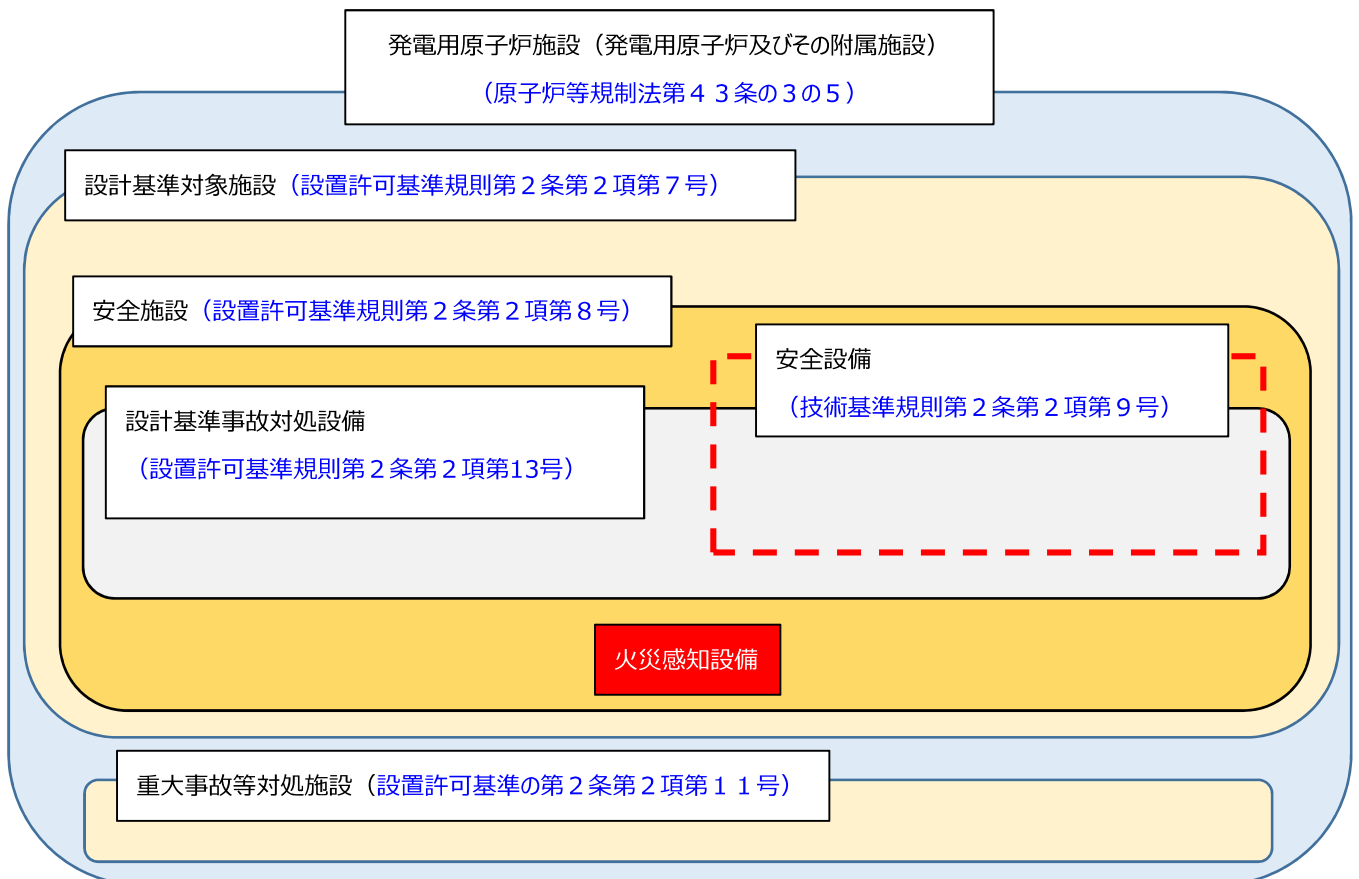 発電用原子炉施設（発電用原子炉及びその附属施設）
（原子炉等規制法第４３条の３の５）
設計基準対象施設（設置許可基準規則第２条第２項第７号）
安全施設（設置許可基準規則第２条第２項第８号）
安全設備
（技術基準規則第２条第２項第９号）
設計基準事故対処設備
（設置許可基準規則第２条第２項第13号）
火災感知設備
重大事故等対処施設（設置許可基準の第２条第２項第１１号）